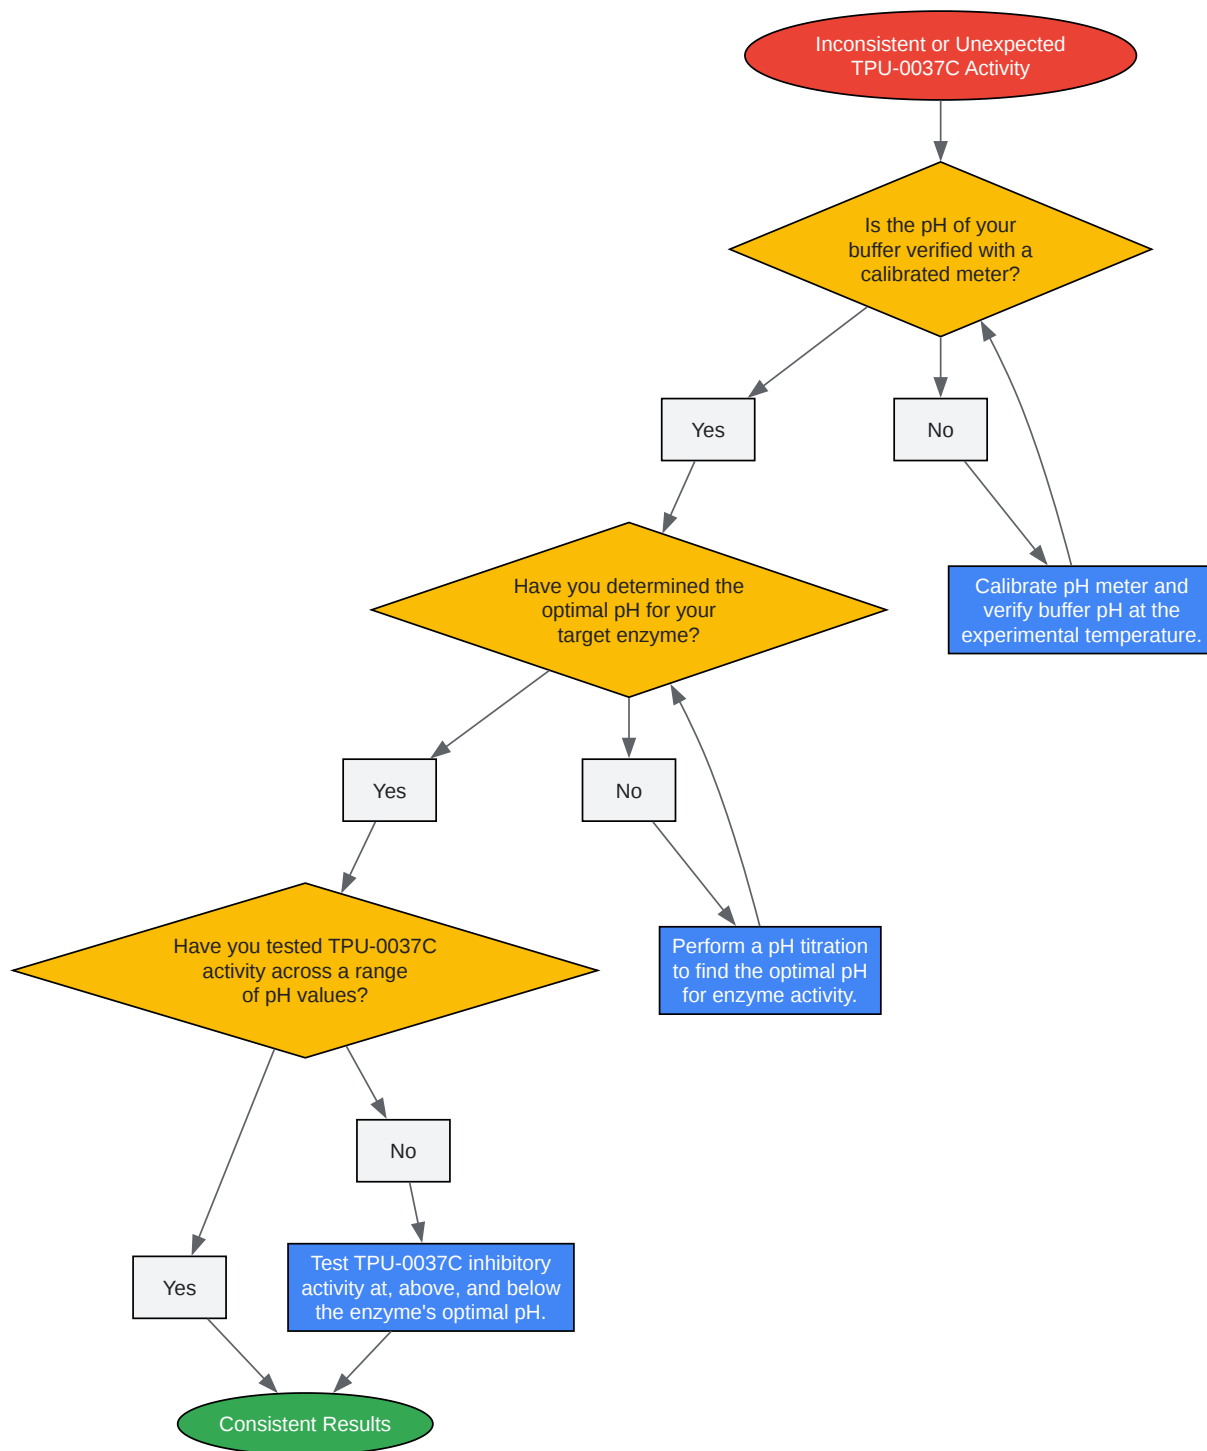 Inconsistent or Unexpected
TPU-0037C Activity
Is the pH of your
buffer verified with a
calibrated meter?
Yes
No
Calibrate pH meter and
verify buffer pH at the
experimental temperature.
Have you determined the
optimal pH for your
target enzyme?
Yes
No
Perform a pH titration
to find the optimal pH
for enzyme activity.
Have you tested TPU-0037C
activity across a range
of pH values?
No
Test TPU-0037C inhibitory
activity at, above, and below
the enzyme's optimal pH.
Yes
Consistent Results